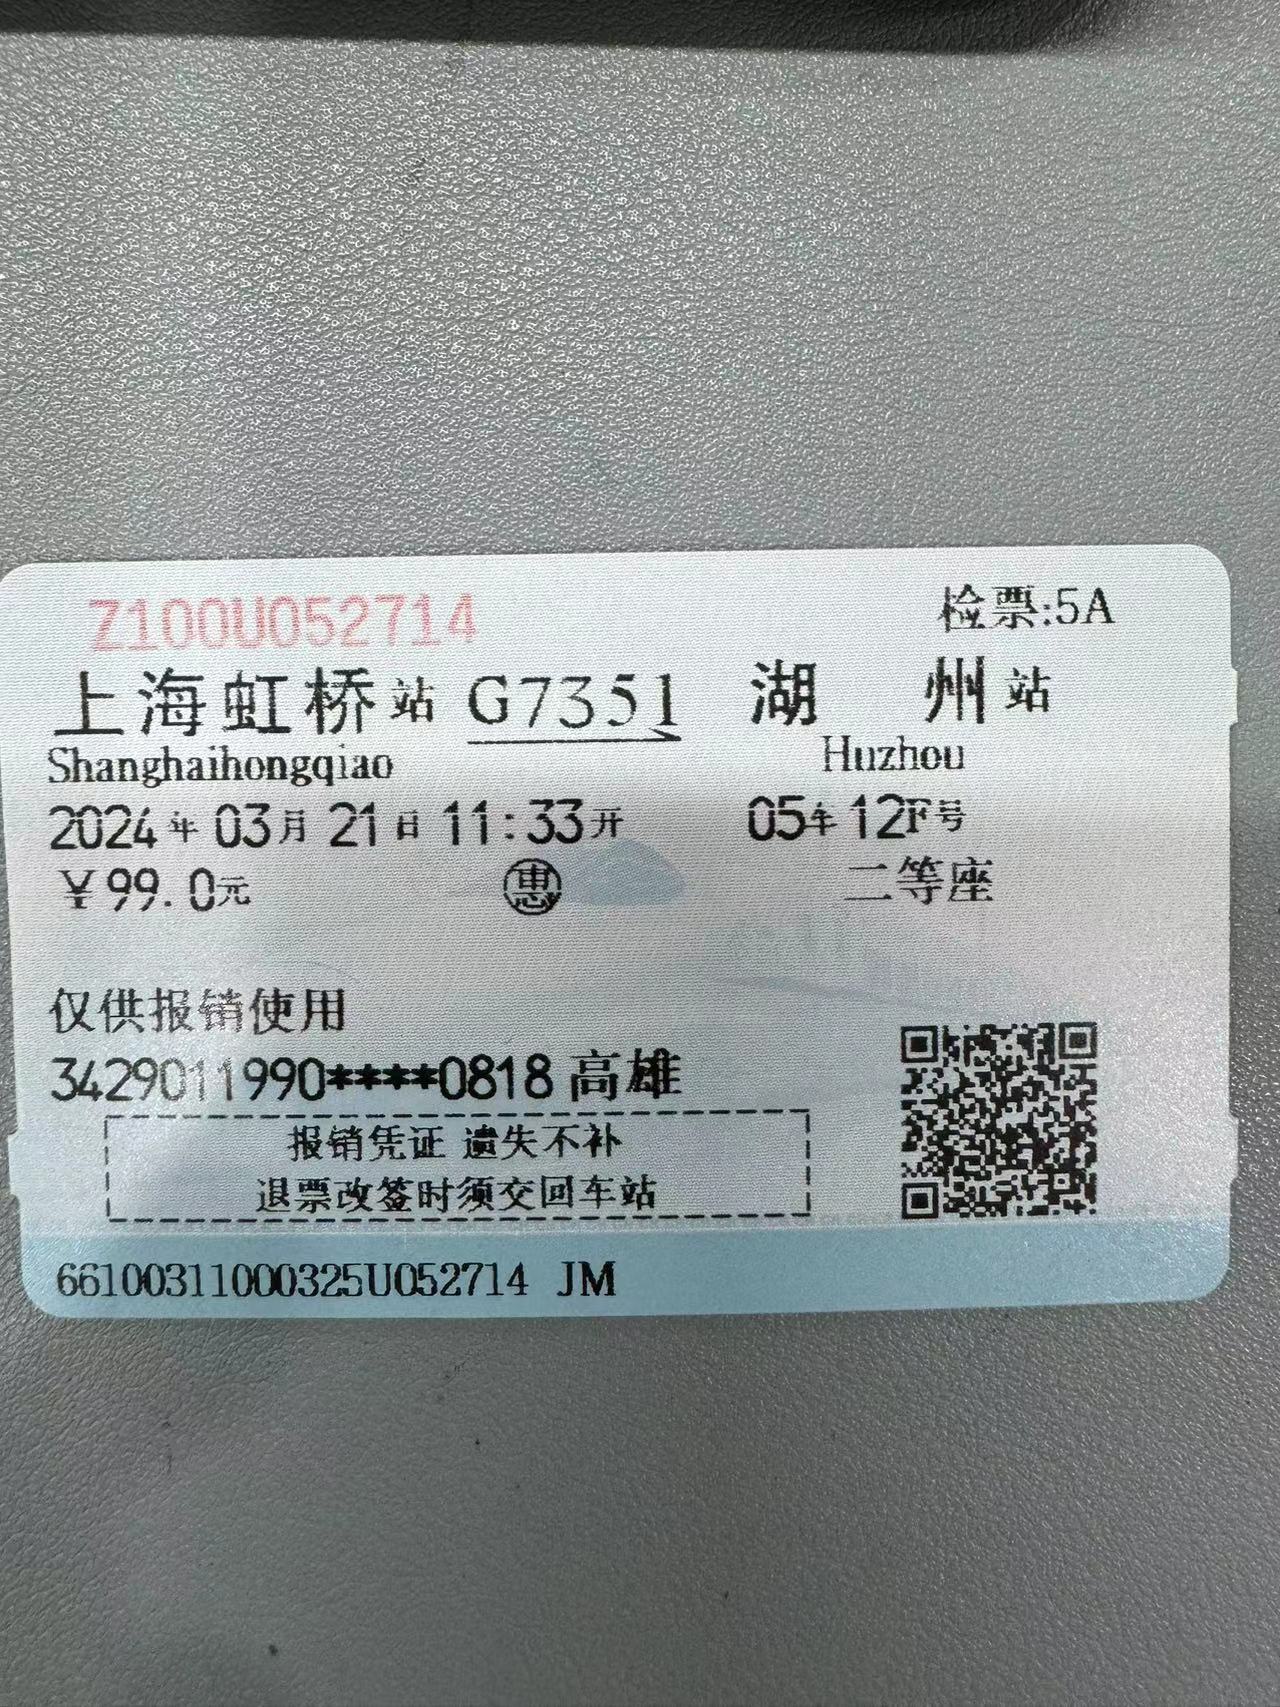 Z100U052714 检票:5A
上海虹桥站 G7351 湖州站
Shanghaihongqiao Huzhou
2024年03月21日11:33开 05车12F号
￥99.0元 惠 二等座
仅供报销使用
3429011990****0818 高雄
报销凭证 遗失不补
退票改签时须交回车站
66100311000325U052714 JM